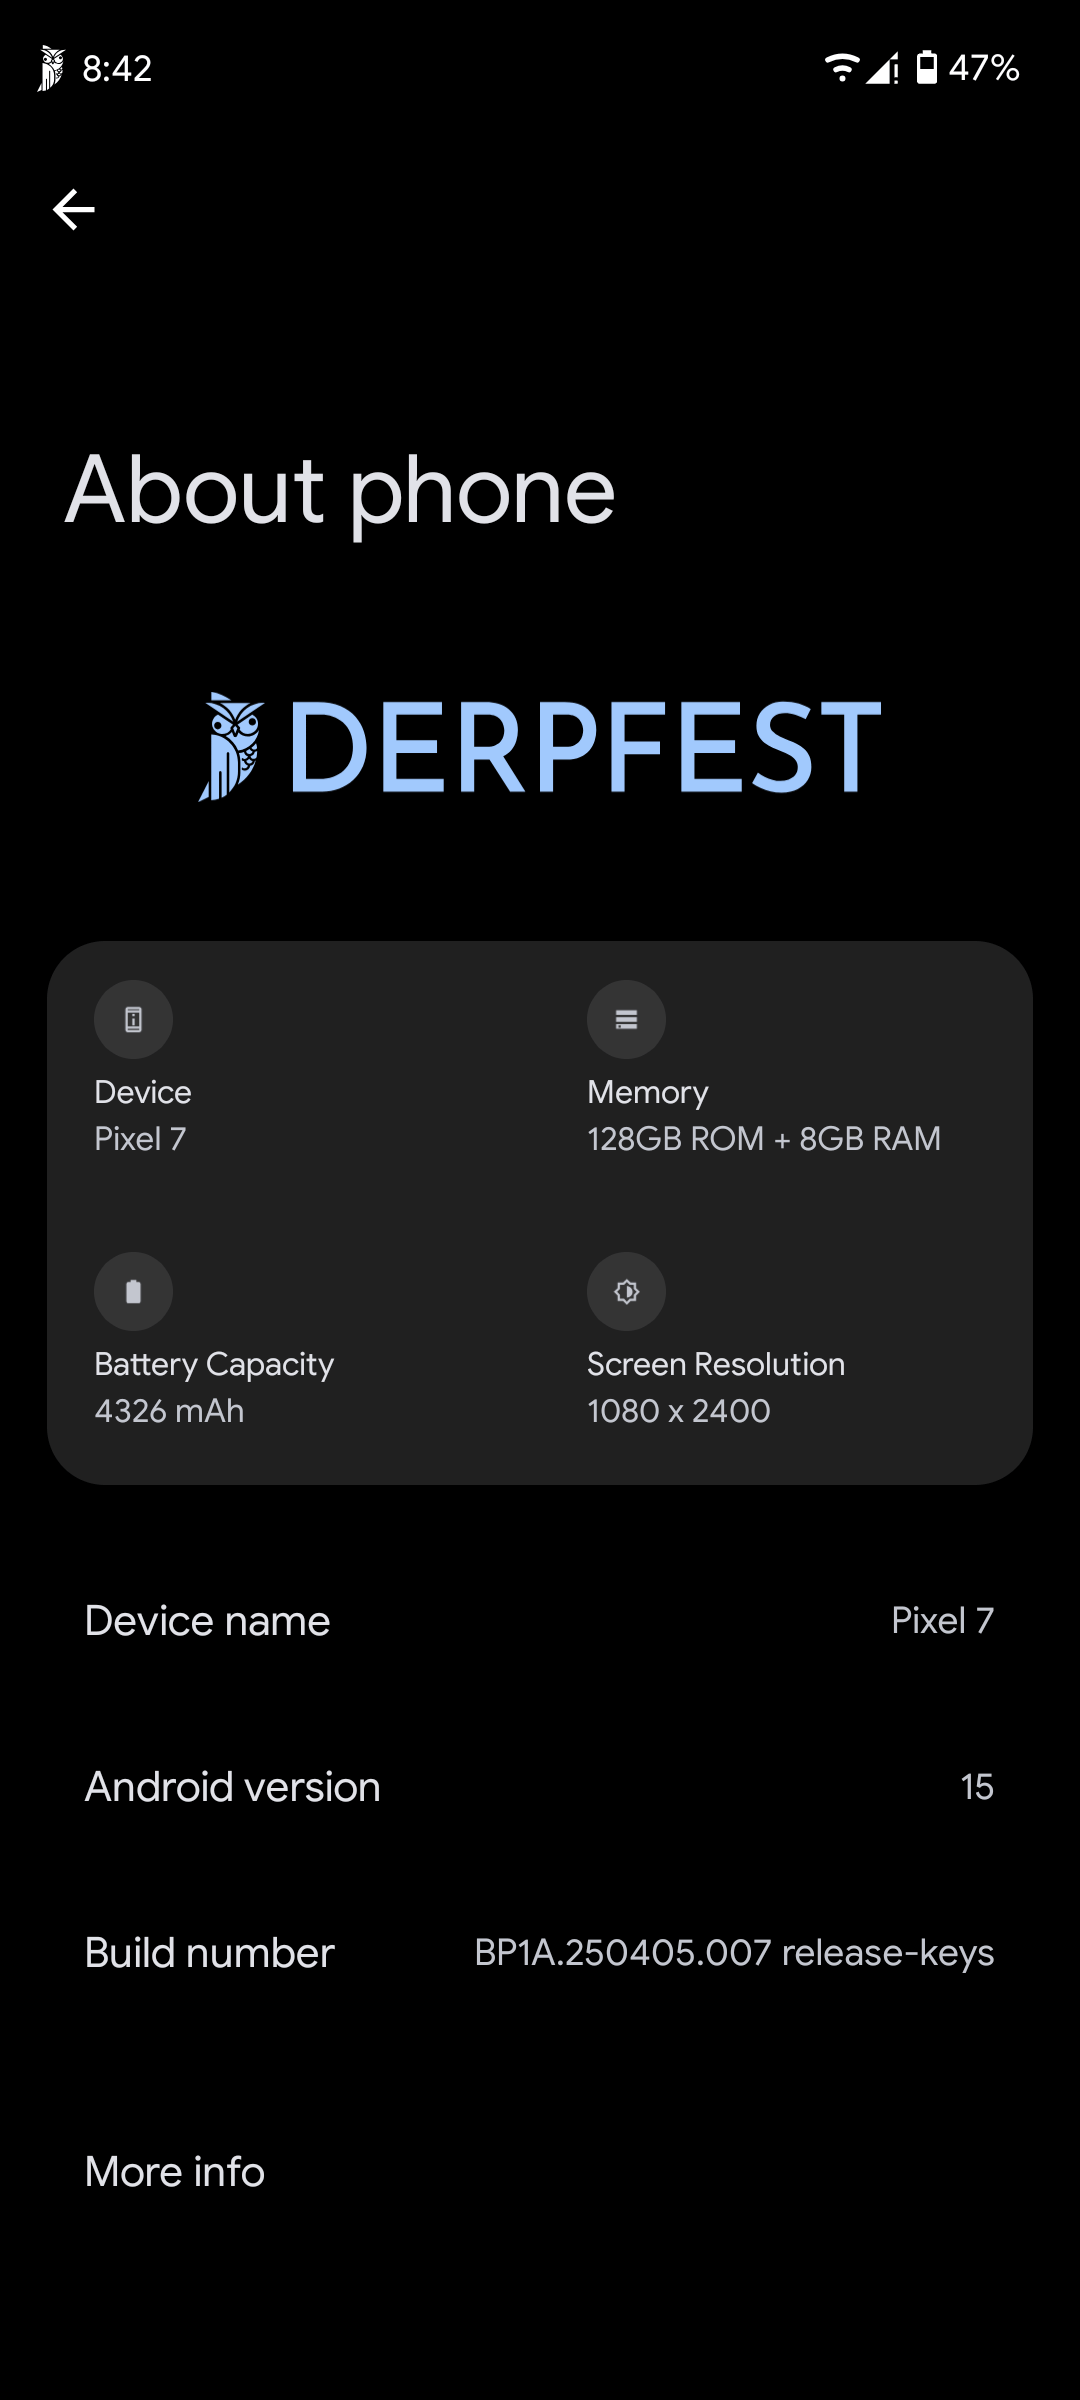 8:42
47%
About phone
DERPFEST
Device
Pixel 7
Memory
128GB ROM + 8GB RAM
Battery Capacity
4326 mAh
Screen Resolution
1080 x 2400
Device name
Pixel 7
Android version
15
Build number
BP1A.250405.007 release-keys
More info